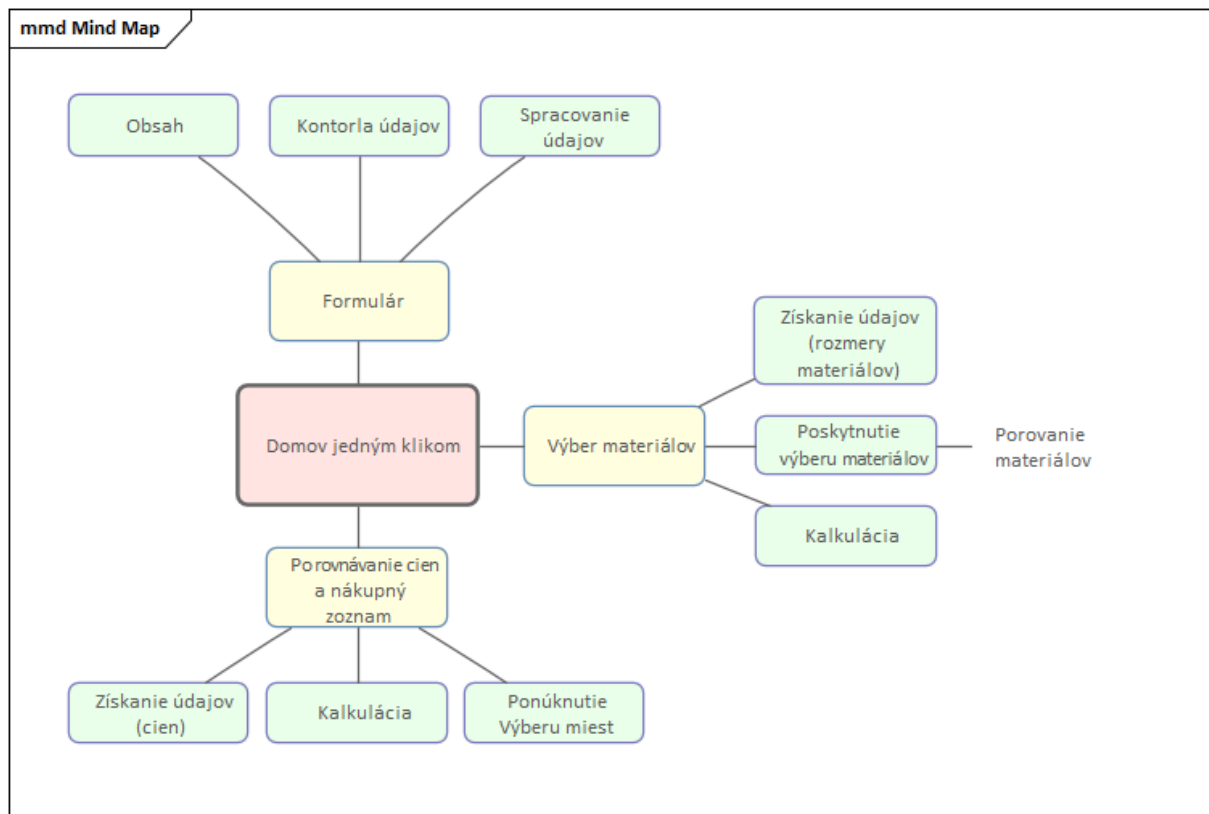 mmd Mind Map
Obsah
Kontorla údajov
Spracovanie
údajov
Formulár
Získanie údajov
(rozmery
materiálov)
Domov jedným klikom
Výber materiálov
Poskytnutie
výberu materiálov
Porovanie
materiálov
Kalkulácia
Porovnávanie cien
a nákupný
zoznam
Získanie údajov
(cien)
Kalkulácia
Ponúknutie
Výberu miest